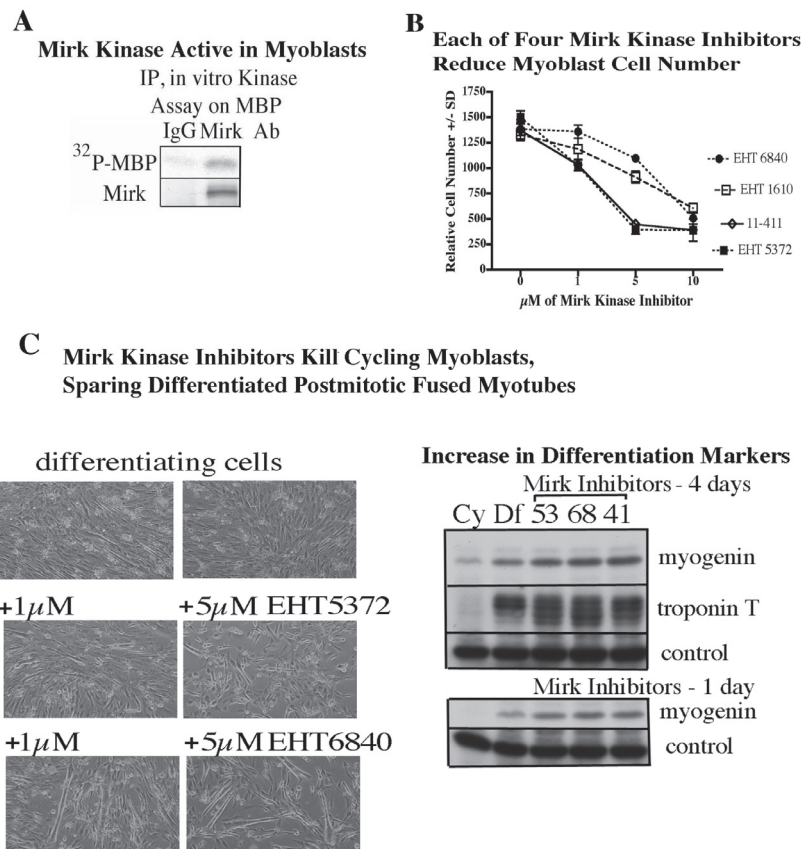 A
Mirk Kinase Active in Myoblasts
IP, in vitro Kinase
Assay on MBP
IgG Mirk Ab
32P-MBP
Mirk
B
Each of Four Mirk Kinase Inhibitors
Reduce Myoblast Cell Number
Relative Cell Number +/- SD
1750
1500
1250
1000
750
500
250
0
0 1 5 10
µM of Mirk Kinase Inhibitor
EHT 6840
EHT 1610
11-411
EHT 5372
C
Mirk Kinase Inhibitors Kill Cycling Myoblasts,
Sparing Differentiated Postmitotic Fused Myotubes
differentiating cells
+1µM +5µM EHT5372
+1µM +5µM EHT6840
Increase in Differentiation Markers
Mirk Inhibitors - 4 days
Cy Df 53 68 41
myogenin
troponin T
control
Mirk Inhibitors - 1 day
myogenin
control